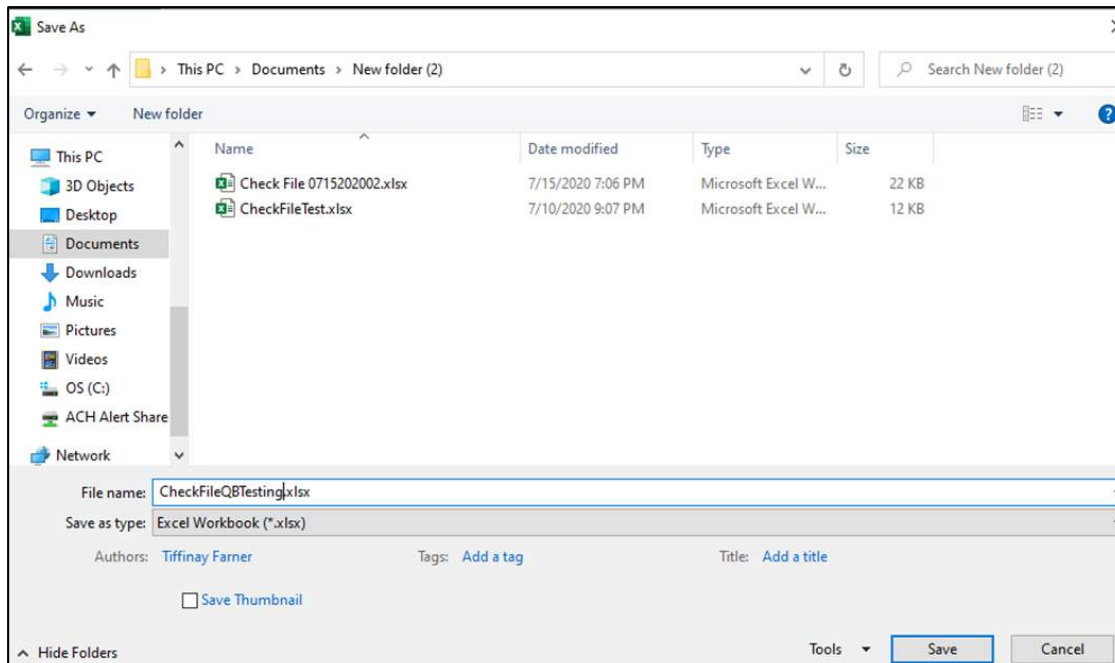 Save As
This PC > Documents > New folder (2)
Search New folder (2)
Organize
New folder
This PC
3D Objects
Desktop
Documents
Downloads
Music
Pictures
Videos
OS (C:)
ACH Alert Share
Network
Name Date modified Type Size
Check File 0715202002.xlsx 7/15/2020 7:06 PM Microsoft Excel W... 22 KB
CheckFileTest.xlsx 7/10/2020 9:07 PM Microsoft Excel W... 12 KB
File name: CheckFileQBTesting.xlsx
Save as type: Excel Workbook (*.xlsx)
Authors: Tiffinay Farner Tags: Add a tag Title: Add a title
Save Thumbnail
Hide Folders
Tools Save Cancel